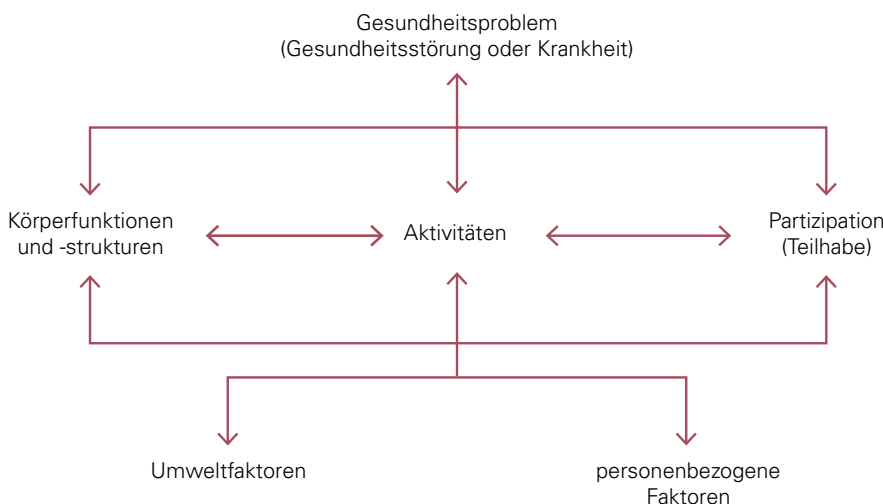 Gesundheitsproblem
(Gesundheitsstörung oder Krankheit)
Körperfunktionen
und -strukturen
Aktivitäten
Partizipation
(Teilhabe)
Umweltfaktoren
personenbezogene
Faktoren